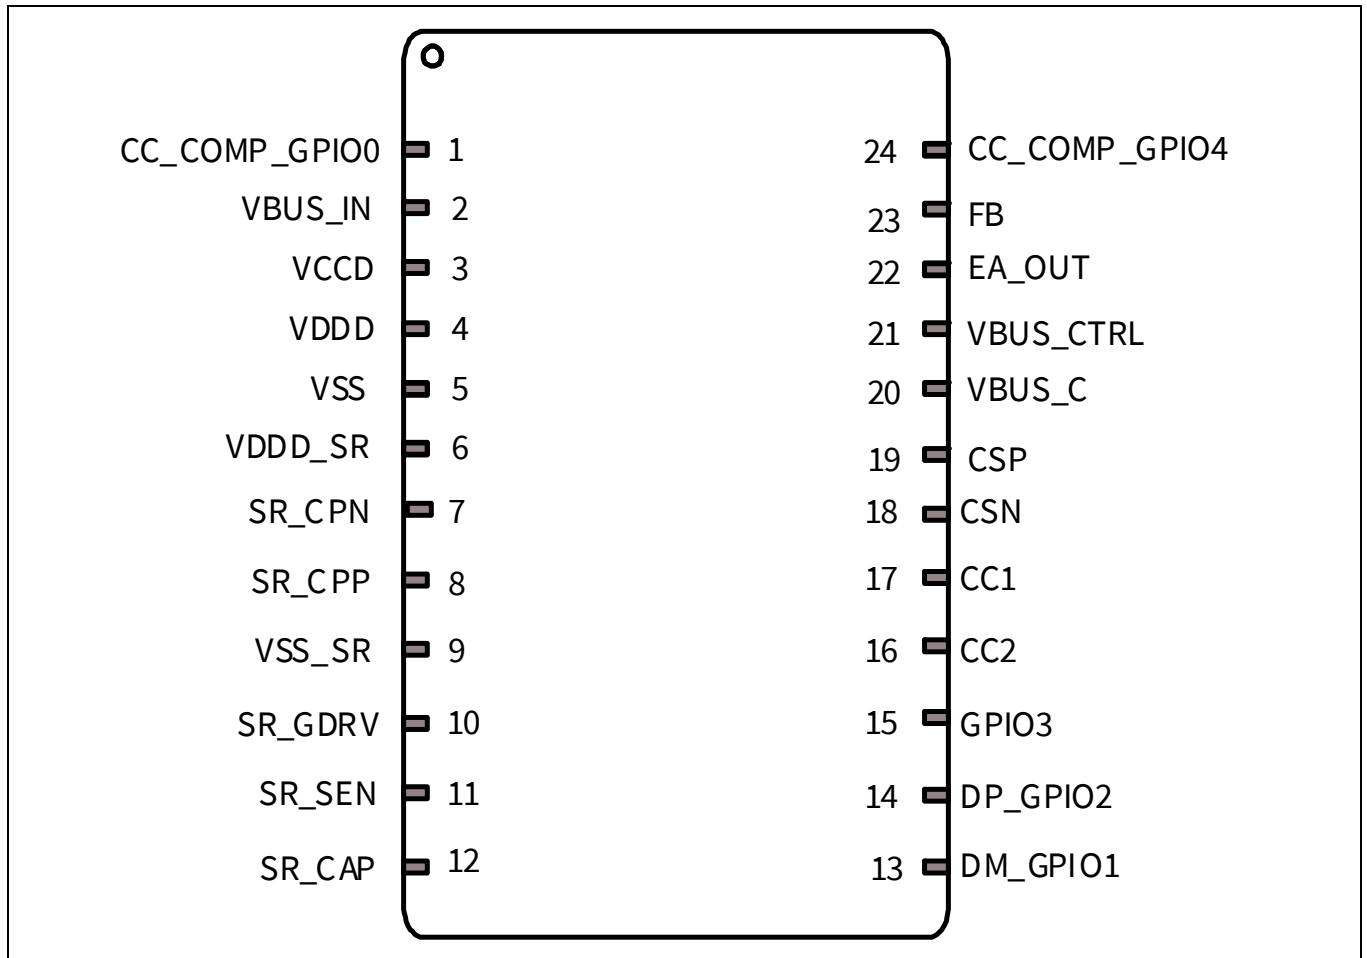 CC_COMP_GPIO0 1 24 CC_COMP_GPIO4
VBUS_IN 2 23 FB
VCCD 3 22 EA_OUT
VDDD 4 21 VBUS_CTRL
VSS 5 20 VBUS_C
VDDD_SR 6 19 CSP
SR_CPN 7 18 CSN
SR_CPP 8 17 CC1
VSS_SR 9 16 CC2
SR_GDRV 10 15 GPIO3
SR_SEN 11 14 DP_GPIO2
SR_CAP 12 13 DM_GPIO1